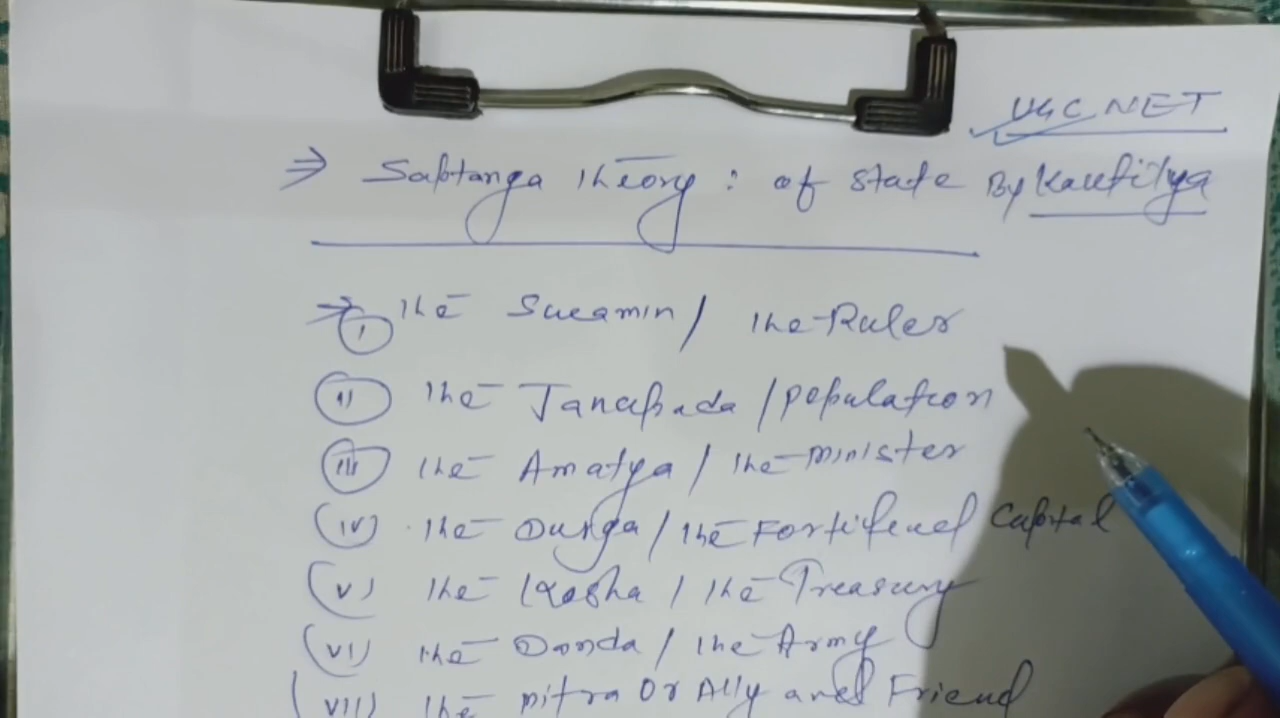 UGC NET
⇒ Saptanga Theory : of state By Kautilya
→ (i) The Swamin / The Ruler
(ii) The Janapada / population
(iii) The Amatya / The Minister
(iv) The Durga / The Fortified Capital
(v) The Kosha / The Treasury
(vi) The Danda / The Army
(vii) The Mitra Or Ally and Friend